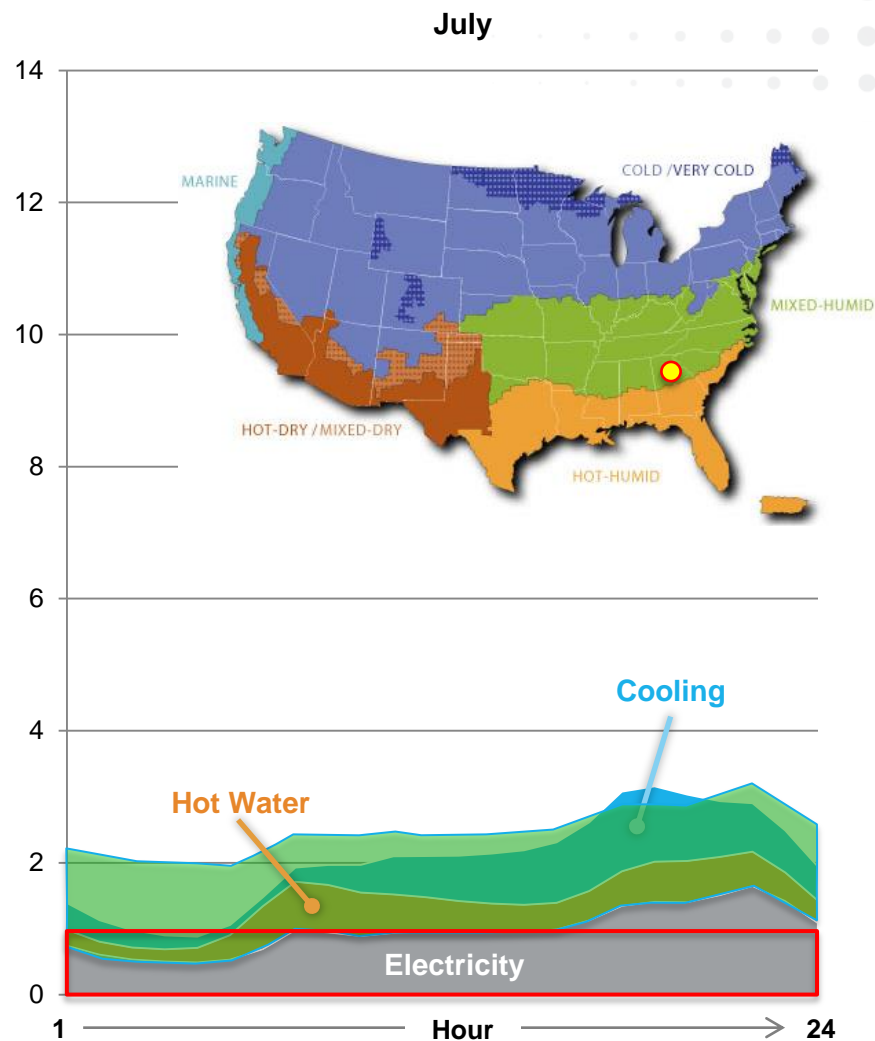 July
14
12
10
8
6
4
2
0
MARINE
COLD /VERY COLD
MIXED-HUMID
HOT-DRY / MIXED-DRY
HOT-HUMID
Cooling
Hot Water
Electricity
1 Hour 24